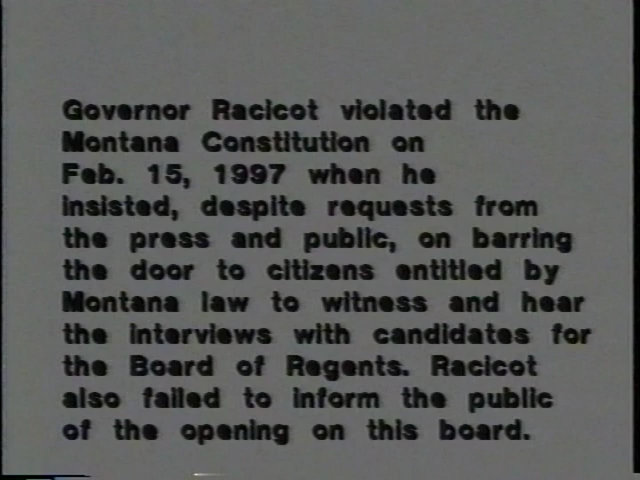 Governor Racicot violated the
Montana Constitution on
Feb. 15, 1997 when he
insisted, despite requests from
the press and public, on barring
the door to citizens entitled by
Montana law to witness and hear
the interviews with candidates for
the Board of Regents. Racicot
also failed to inform the public
of the opening on this board.